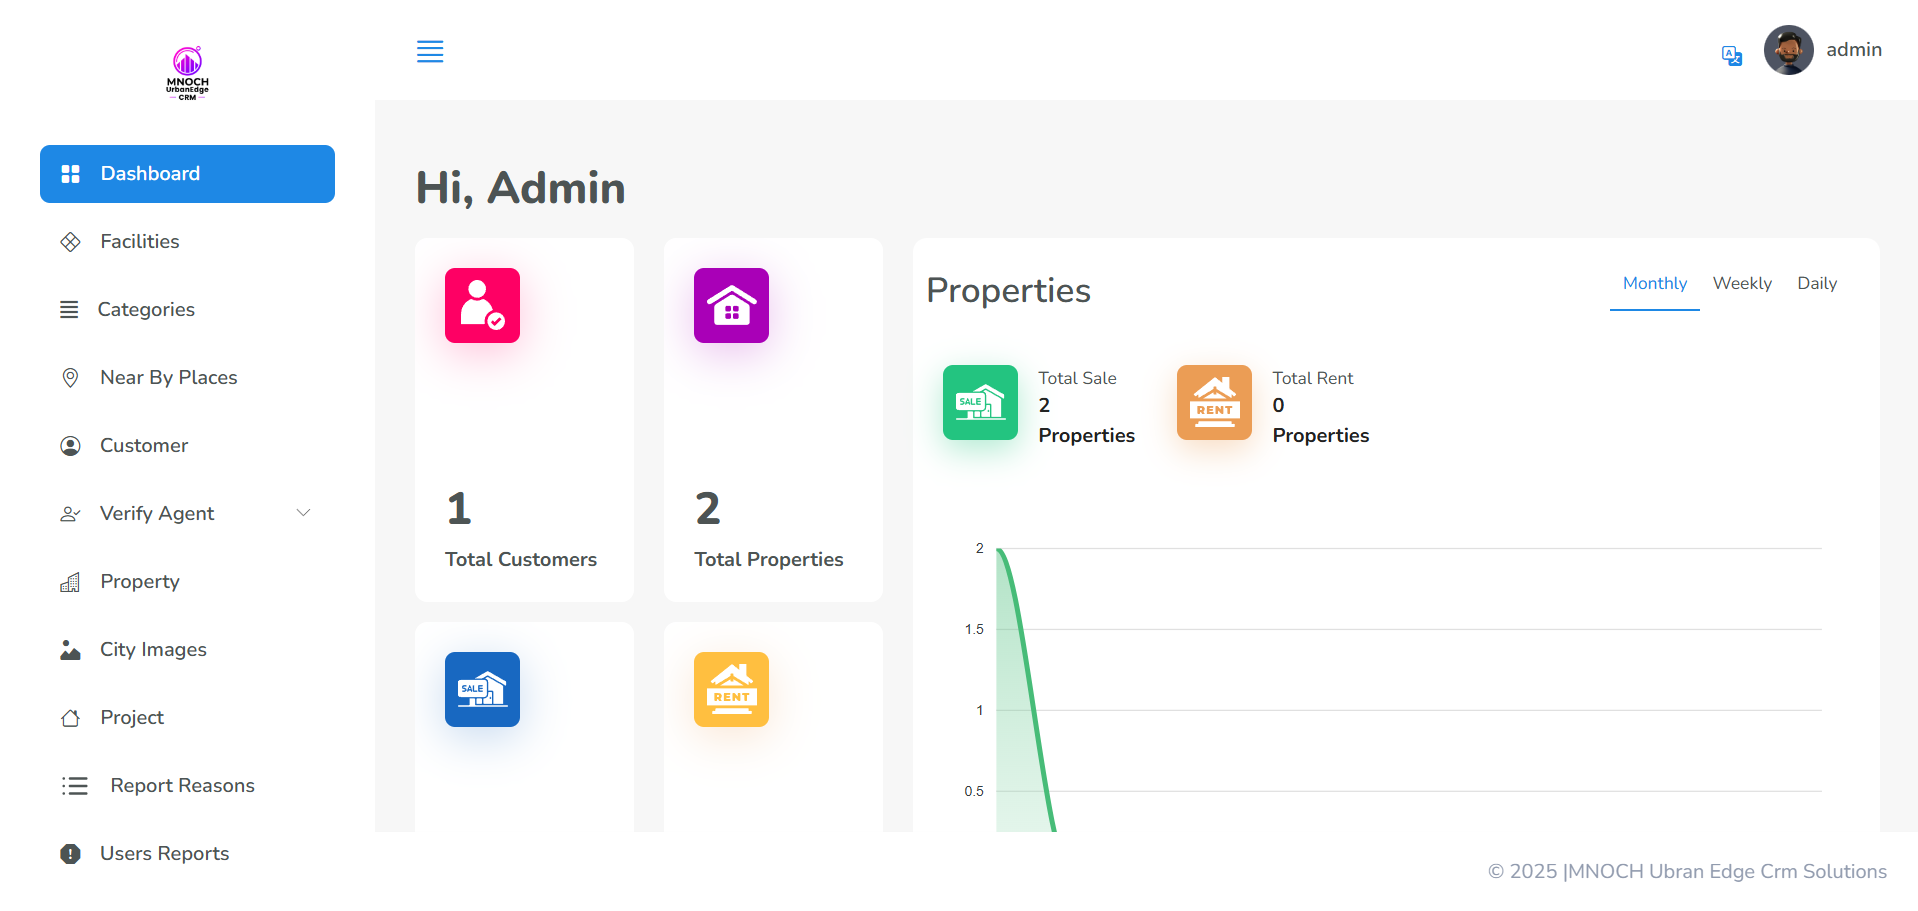 MNOCH
UrbanEdge
CRM
Dashboard
Facilities
Categories
Near By Places
Customer
Verify Agent
Property
City Images
Project
Report Reasons
Users Reports
A
admin
Hi, Admin
1
Total Customers
2
Total Properties
SALE
RENT
Properties
Monthly
Weekly
Daily
SALE
Total Sale
2
Properties
RENT
Total Rent
0
Properties
2
1.5
1
0.5
© 2025 |MNOCH Ubran Edge Crm Solutions